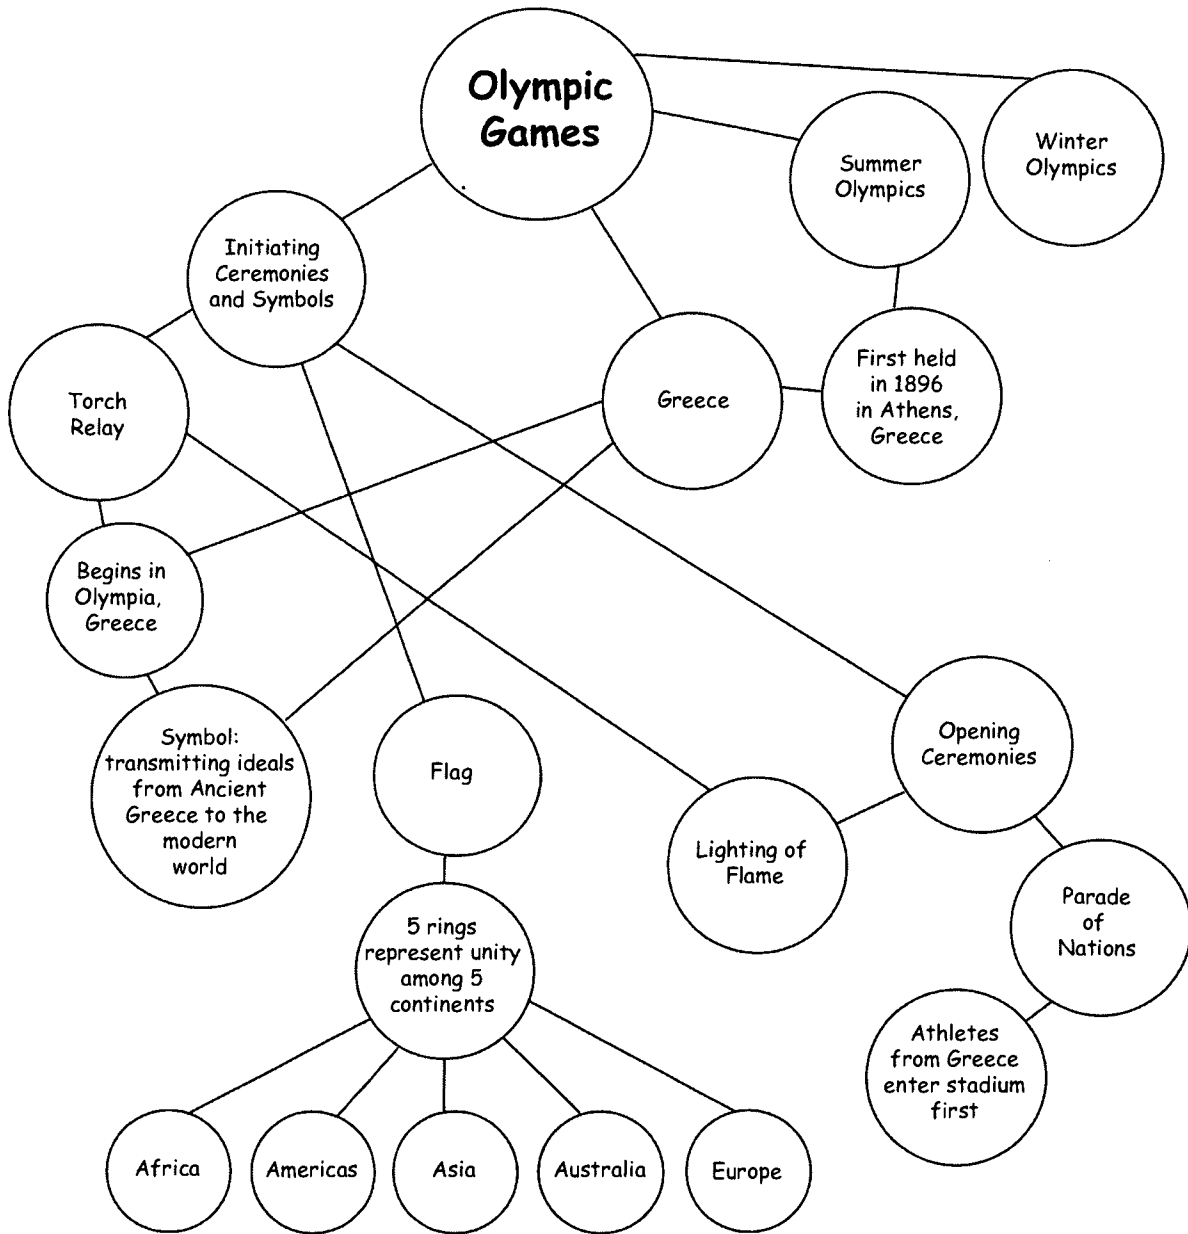 Olympic
Games
Winter
Olympics
Summer
Olympics
Initiating
Ceremonies
and Symbols
First held
in 1896
in Athens,
Greece
Greece
Torch
Relay
Begins in
Olympia,
Greece
Symbol:
transmitting ideals
from Ancient
Greece to the
modern
world
Flag
Opening
Ceremonies
Lighting of
Flame
Parade
of
Nations
5 rings
represent unity
among 5
continents
Athletes
from Greece
enter stadium
first
Africa
Americas
Asia
Australia
Europe